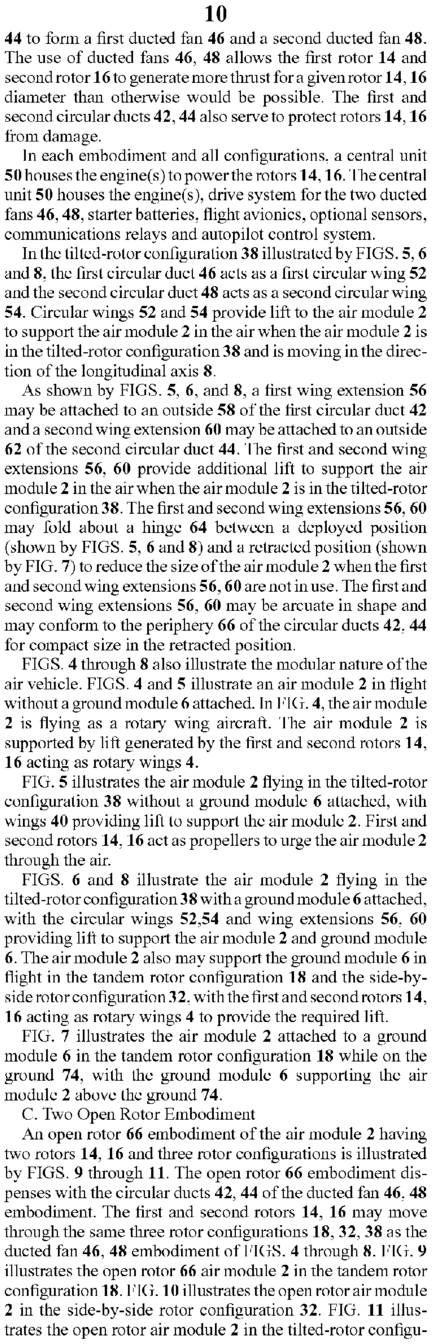 10
44 to form a first ducted fan 46 and a second ducted fan 48.
The use of ducted fans 46, 48 allows the first rotor 14 and
second rotor 16 to generate more thrust for a given rotor 14, 16
diameter than otherwise would be possible. The first and
second circular ducts 42, 44 also serve to protect rotors 14, 16
from damage.
In each embodiment and all configurations, a central unit
50 houses the engine(s) to power the rotors 14, 16. The central
unit 50 houses the engine(s), drive system for the two ducted
fans 46, 48, starter batteries, flight avionics, optional sensors,
communications relays and autopilot control system.
In the tilted-rotor configuration 38 illustrated by FIGS. 5, 6
and 8, the first circular duct 46 acts as a first circular wing 52
and the second circular duct 48 acts as a second circular wing
54. Circular wings 52 and 54 provide lift to the air module 2
to support the air module 2 in the air when the air module 2 is
in the tilted-rotor configuration 38 and is moving in the direc-
tion of the longitudinal axis 8.
As shown by FIGS. 5, 6, and 8, a first wing extension 56
may be attached to an outside 58 of the first circular duct 42
and a second wing extension 60 may be attached to an outside
62 of the second circular duct 44. The first and second wing
extensions 56, 60 provide additional lift to support the air
module 2 in the air when the air module 2 is in the tilted-rotor
configuration 38. The first and second wing extensions 56, 60
may fold about a hinge 64 between a deployed position
(shown by FIGS. 5, 6 and 8) and a retracted position (shown
by FIG. 7) to reduce the size of the air module 2 when the first
and second wing extensions 56, 60 are not in use. The first and
second wing extensions 56, 60 may be arcuate in shape and
may conform to the periphery 66 of the circular ducts 42, 44
for compact size in the retracted position.
FIGS. 4 through 8 also illustrate the modular nature of the
air vehicle. FIGS. 4 and 5 illustrate an air module 2 in flight
without a ground module 6 attached. In FIG. 4, the air module
2 is flying as a rotary wing aircraft. The air module 2 is
supported by lift generated by the first and second rotors 14,
16 acting as rotary wings 4.
FIG. 5 illustrates the air module 2 flying in the tilted-rotor
configuration 38 without a ground module 6 attached, with
wings 40 providing lift to support the air module 2. First and
second rotors 14, 16 act as propellers to urge the air module 2
through the air.
FIGS. 6 and 8 illustrate the air module 2 flying in the
tilted-rotor configuration 38 with a ground module 6 attached,
with the circular wings 52,54 and wing extensions 56, 60
providing lift to support the air module 2 and ground module
6. The air module 2 also may support the ground module 6 in
flight in the tandem rotor configuration 18 and the side-by-
side rotor configuration 32, with the first and second rotors 14,
16 acting as rotary wings 4 to provide the required lift.
FIG. 7 illustrates the air module 2 attached to a ground
module 6 in the tandem rotor configuration 18 while on the
ground 74, with the ground module 6 supporting the air
module 2 above the ground 74.
C. Two Open Rotor Embodiment
An open rotor 66 embodiment of the air module 2 having
two rotors 14, 16 and three rotor configurations is illustrated
by FIGS. 9 through 11. The open rotor 66 embodiment dis-
penses with the circular ducts 42, 44 of the ducted fan 46, 48
embodiment. The first and second rotors 14, 16 may move
through the same three rotor configurations 18, 32, 38 as the
ducted fan 46, 48 embodiment of FIGS. 4 through 8. FIG. 9
illustrates the open rotor 66 air module 2 in the tandem rotor
configuration 18. FIG. 10 illustrates the open rotor air module
2 in the side-by-side rotor configuration 32. FIG. 11 illus-
trates the open rotor air module 2 in the tilted-rotor configu-